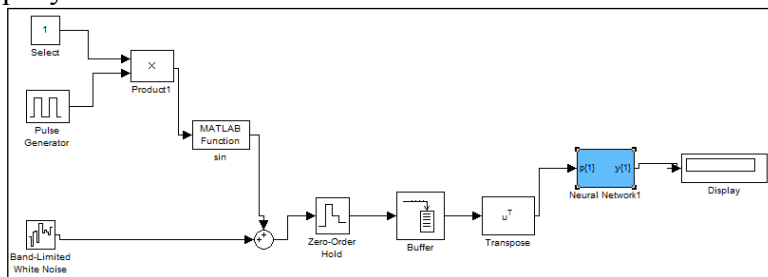 1
Select
×
Product1
Pulse
Generator
MATLAB
Function
sin
Band-Limited
White Noise
++
Zero-Order
Hold
Buffer
uT
Transpose
p{1} y{1}
Neural Network1
Display